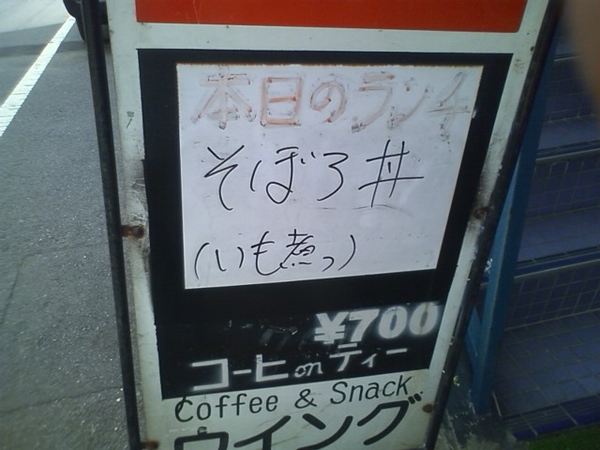 本日のランチ
そぼろ丼
(いも煮っ)
¥700
コーヒ on ティー
Coffee & Snack
ウイング